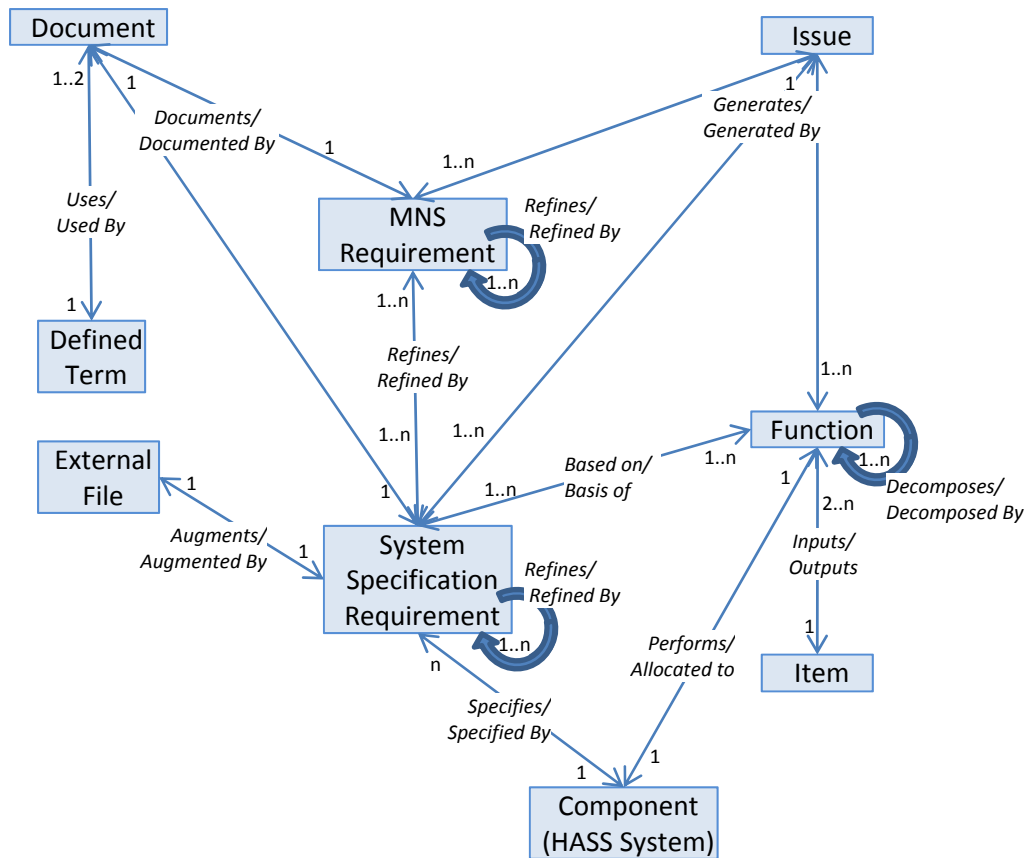 Document
Issue
1..2
1
1
Documents/
Documented By
Generates/
Generated By
1
1..n
Uses/
Used By
MNS
Requirement
Refines/
Refined By
1..n
1..n
1
Defined
Term
Refines/
Refined By
1..n
1..n
1..n
Function
External
File
Based on/
Basis of
1..n
1..n
1
1..n
1
1
2..n
Decomposes/
Decomposed By
Augments/
Augmented By
1
System
Specification
Requirement
Refines/
Refined By
Inputs/
Outputs
1..n
n
Performs/
Allocated to
1
Item
Specifies/
Specified By
1
1
Component
(HASS System)